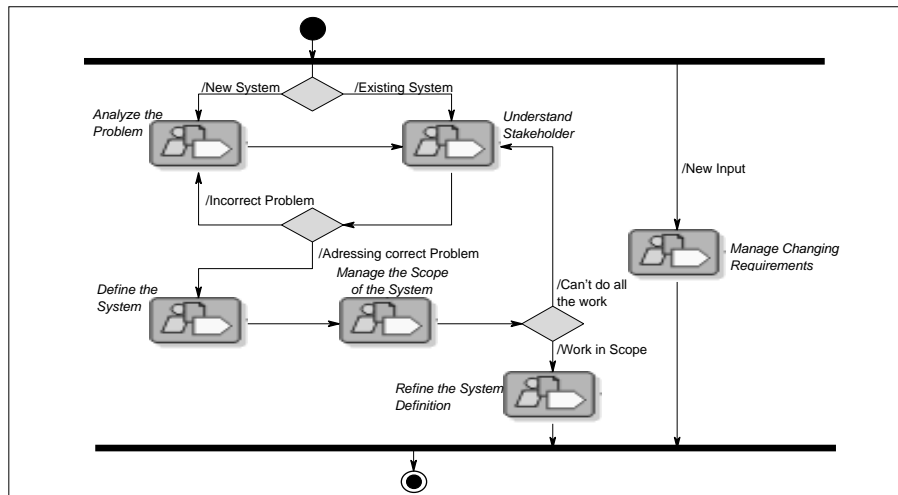 /New System
/Existing System
Analyze the
Problem
Understand
Stakeholder
/New Input
/Incorrect Problem
/Adressing correct Problem
Manage Changing
Requirements
Manage the Scope
of the System
Define the
System
/Can't do all
the work
/Work in Scope
Refine the System
Definition